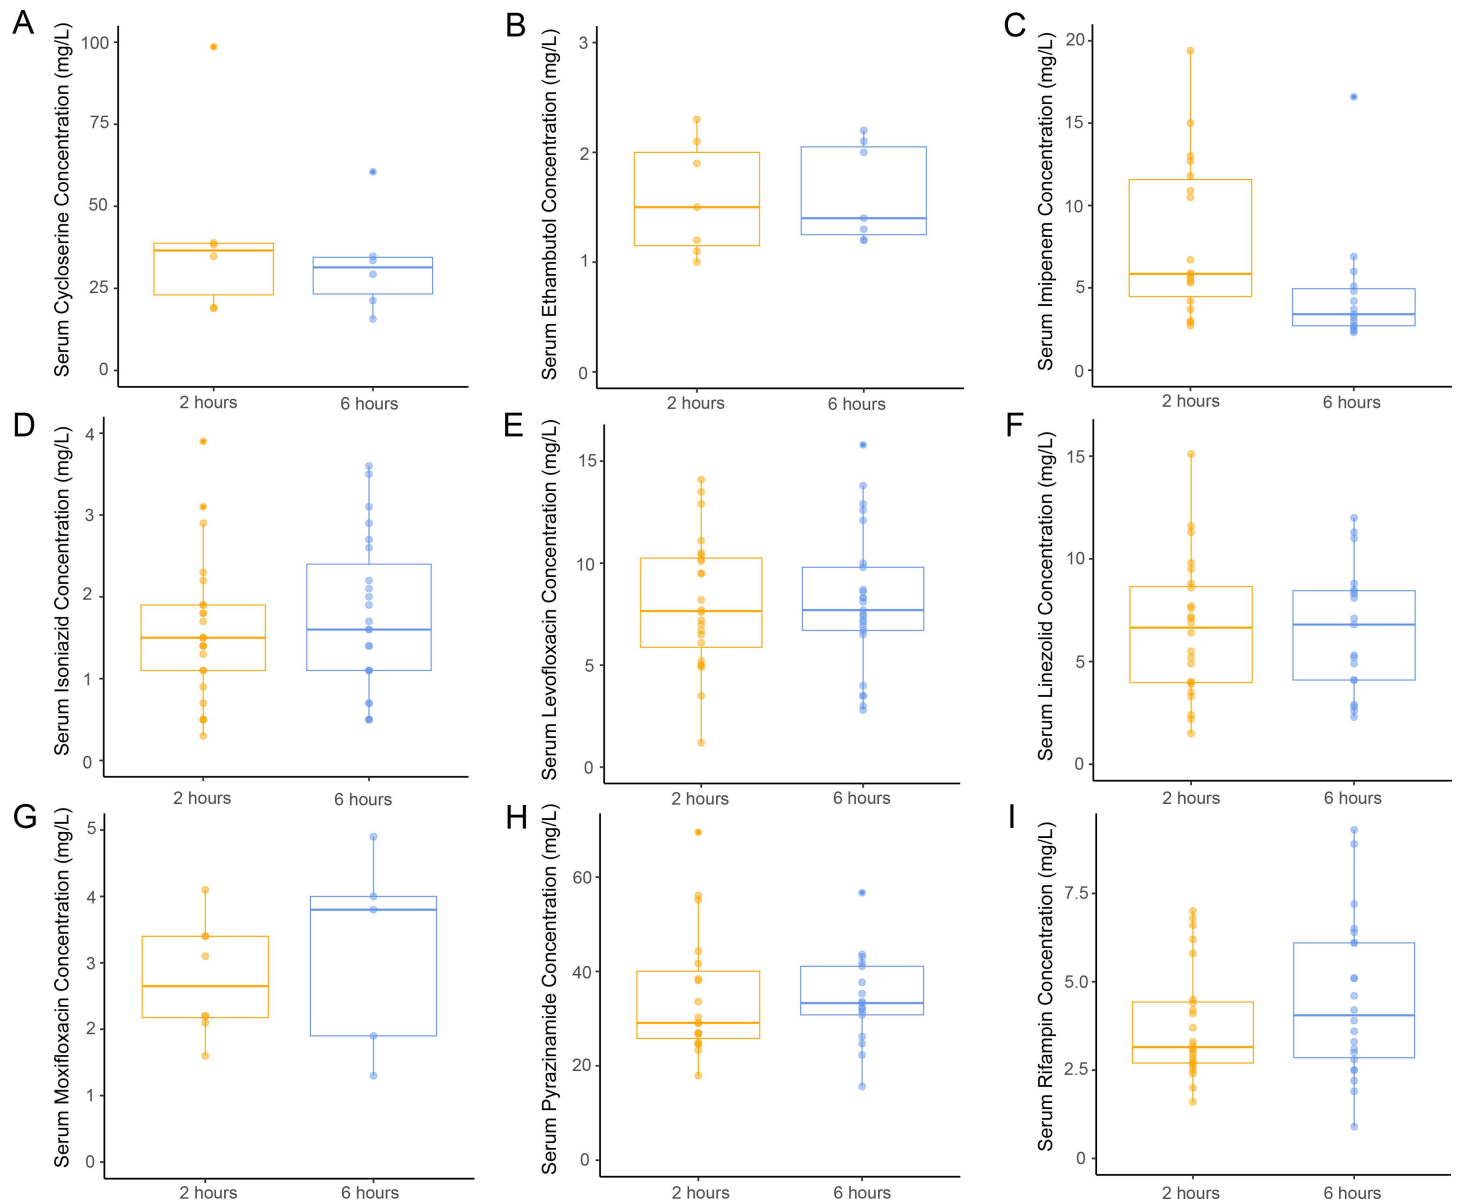 A
Serum Cycloserine Concentration (mg/L)
100
75
50
25
0
2 hours
6 hours
B
Serum Ethambutol Concentration (mg/L)
3
2
1
0
2 hours
6 hours
C
Serum Imipenem Concentration (mg/L)
20
15
10
5
0
2 hours
6 hours
D
Serum Isoniazid Concentration (mg/L)
4
3
2
1
0
2 hours
6 hours
E
Serum Levofloxacin Concentration (mg/L)
15
10
5
0
2 hours
6 hours
F
Serum Linezolid Concentration (mg/L)
15
10
5
0
2 hours
6 hours
G
Serum Moxifloxacin Concentration (mg/L)
5
4
3
2
1
0
2 hours
6 hours
H
Serum Pyrazinamide Concentration (mg/L)
60
40
20
0
2 hours
6 hours
I
Serum Rifampin Concentration (mg/L)
7.5
5.0
2.5
0
2 hours
6 hours